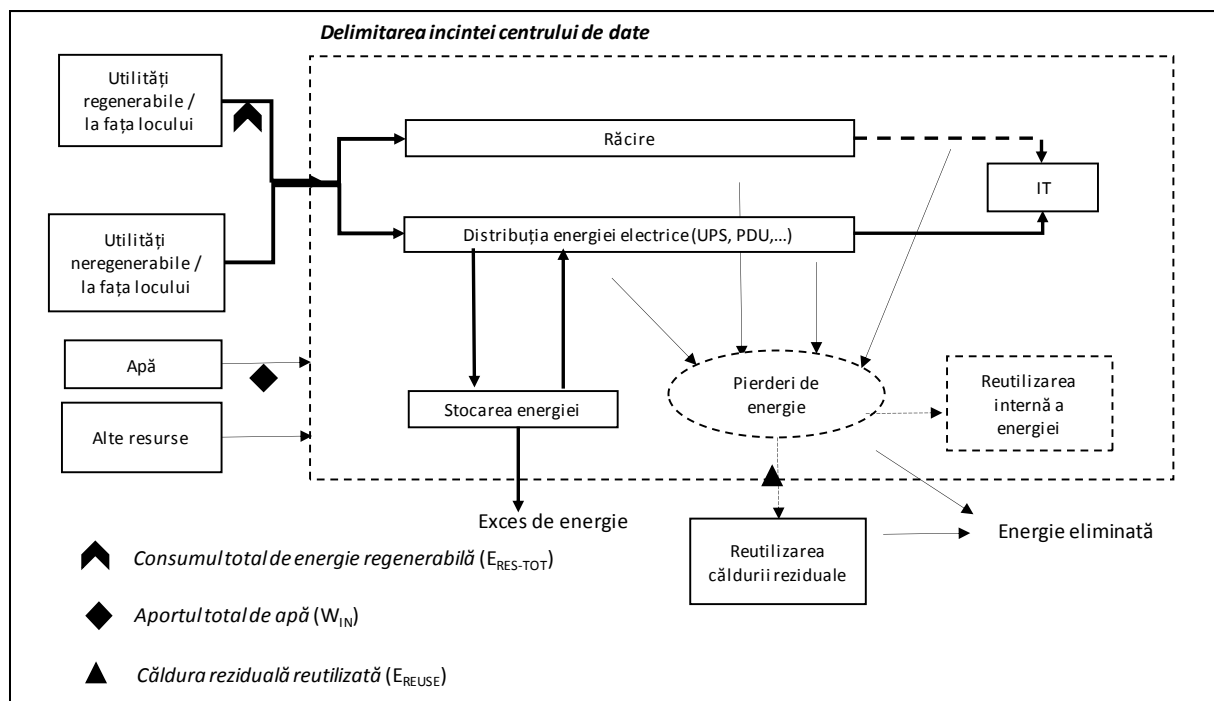 Delimitarea incintei centrului de date
Utilități
regenerabile /
la fața locului
Răcire
IT
Utilități
neregenerabile /
la fața locului
Distribuția energiei electrice (UPS, PDU,...)
Apă
Stocarea energiei
Pierderi de
energie
Reutilizarea
internă a
energiei
Alte resurse
Exces de energie
Reutilizarea
căldurii reziduale
Energie eliminată
Consumul total de energie regenerabilă (ERES-TOT)
Aportul total de apă (WIN)
Căldura reziduală reutilizată (EREUSE)